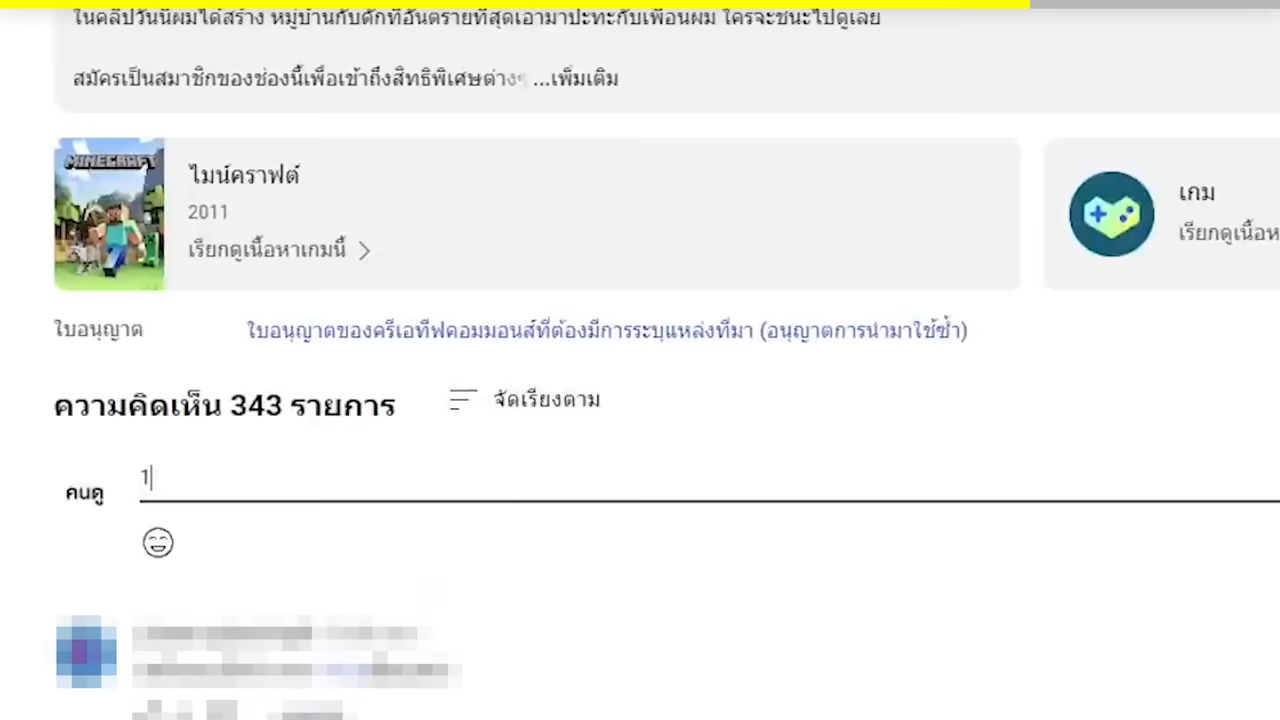 ในคลิปวันนี้ผมได้สร้าง หมู่บ้านกับดักที่อันตรายที่สุดเอามาปะทะกับเพื่อนผม ใครจะชนะไปดูเลย
สมัครเป็นสมาชิกของช่องนี้เพื่อเข้าถึงสิทธิพิเศษต่างๆ ...เพิ่มเติม
MINECRAFT
ไมน์คราฟต์
2011
เรียกดูเนื้อหาเกมนี้
เกม
เรียกดูเนื้อห
ใบอนุญาต
ใบอนุญาตของครีเอทีฟคอมมอนส์ที่ต้องมีการระบุแหล่งที่มา (อนุญาตการนำมาใช้ซ้ำ)
ความคิดเห็น 343 รายการ
จัดเรียงตาม
คนดู
1